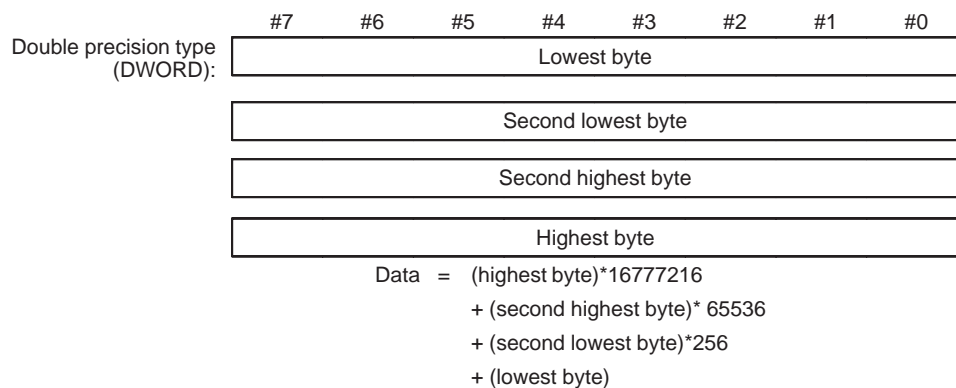 #7 #6 #5 #4 #3 #2 #1 #0
Double precision type
(DWORD):
Lowest byte
Second lowest byte
Second highest byte
Highest byte
Data = (highest byte)*16777216
+ (second highest byte)* 65536
+ (second lowest byte)*256
+ (lowest byte)